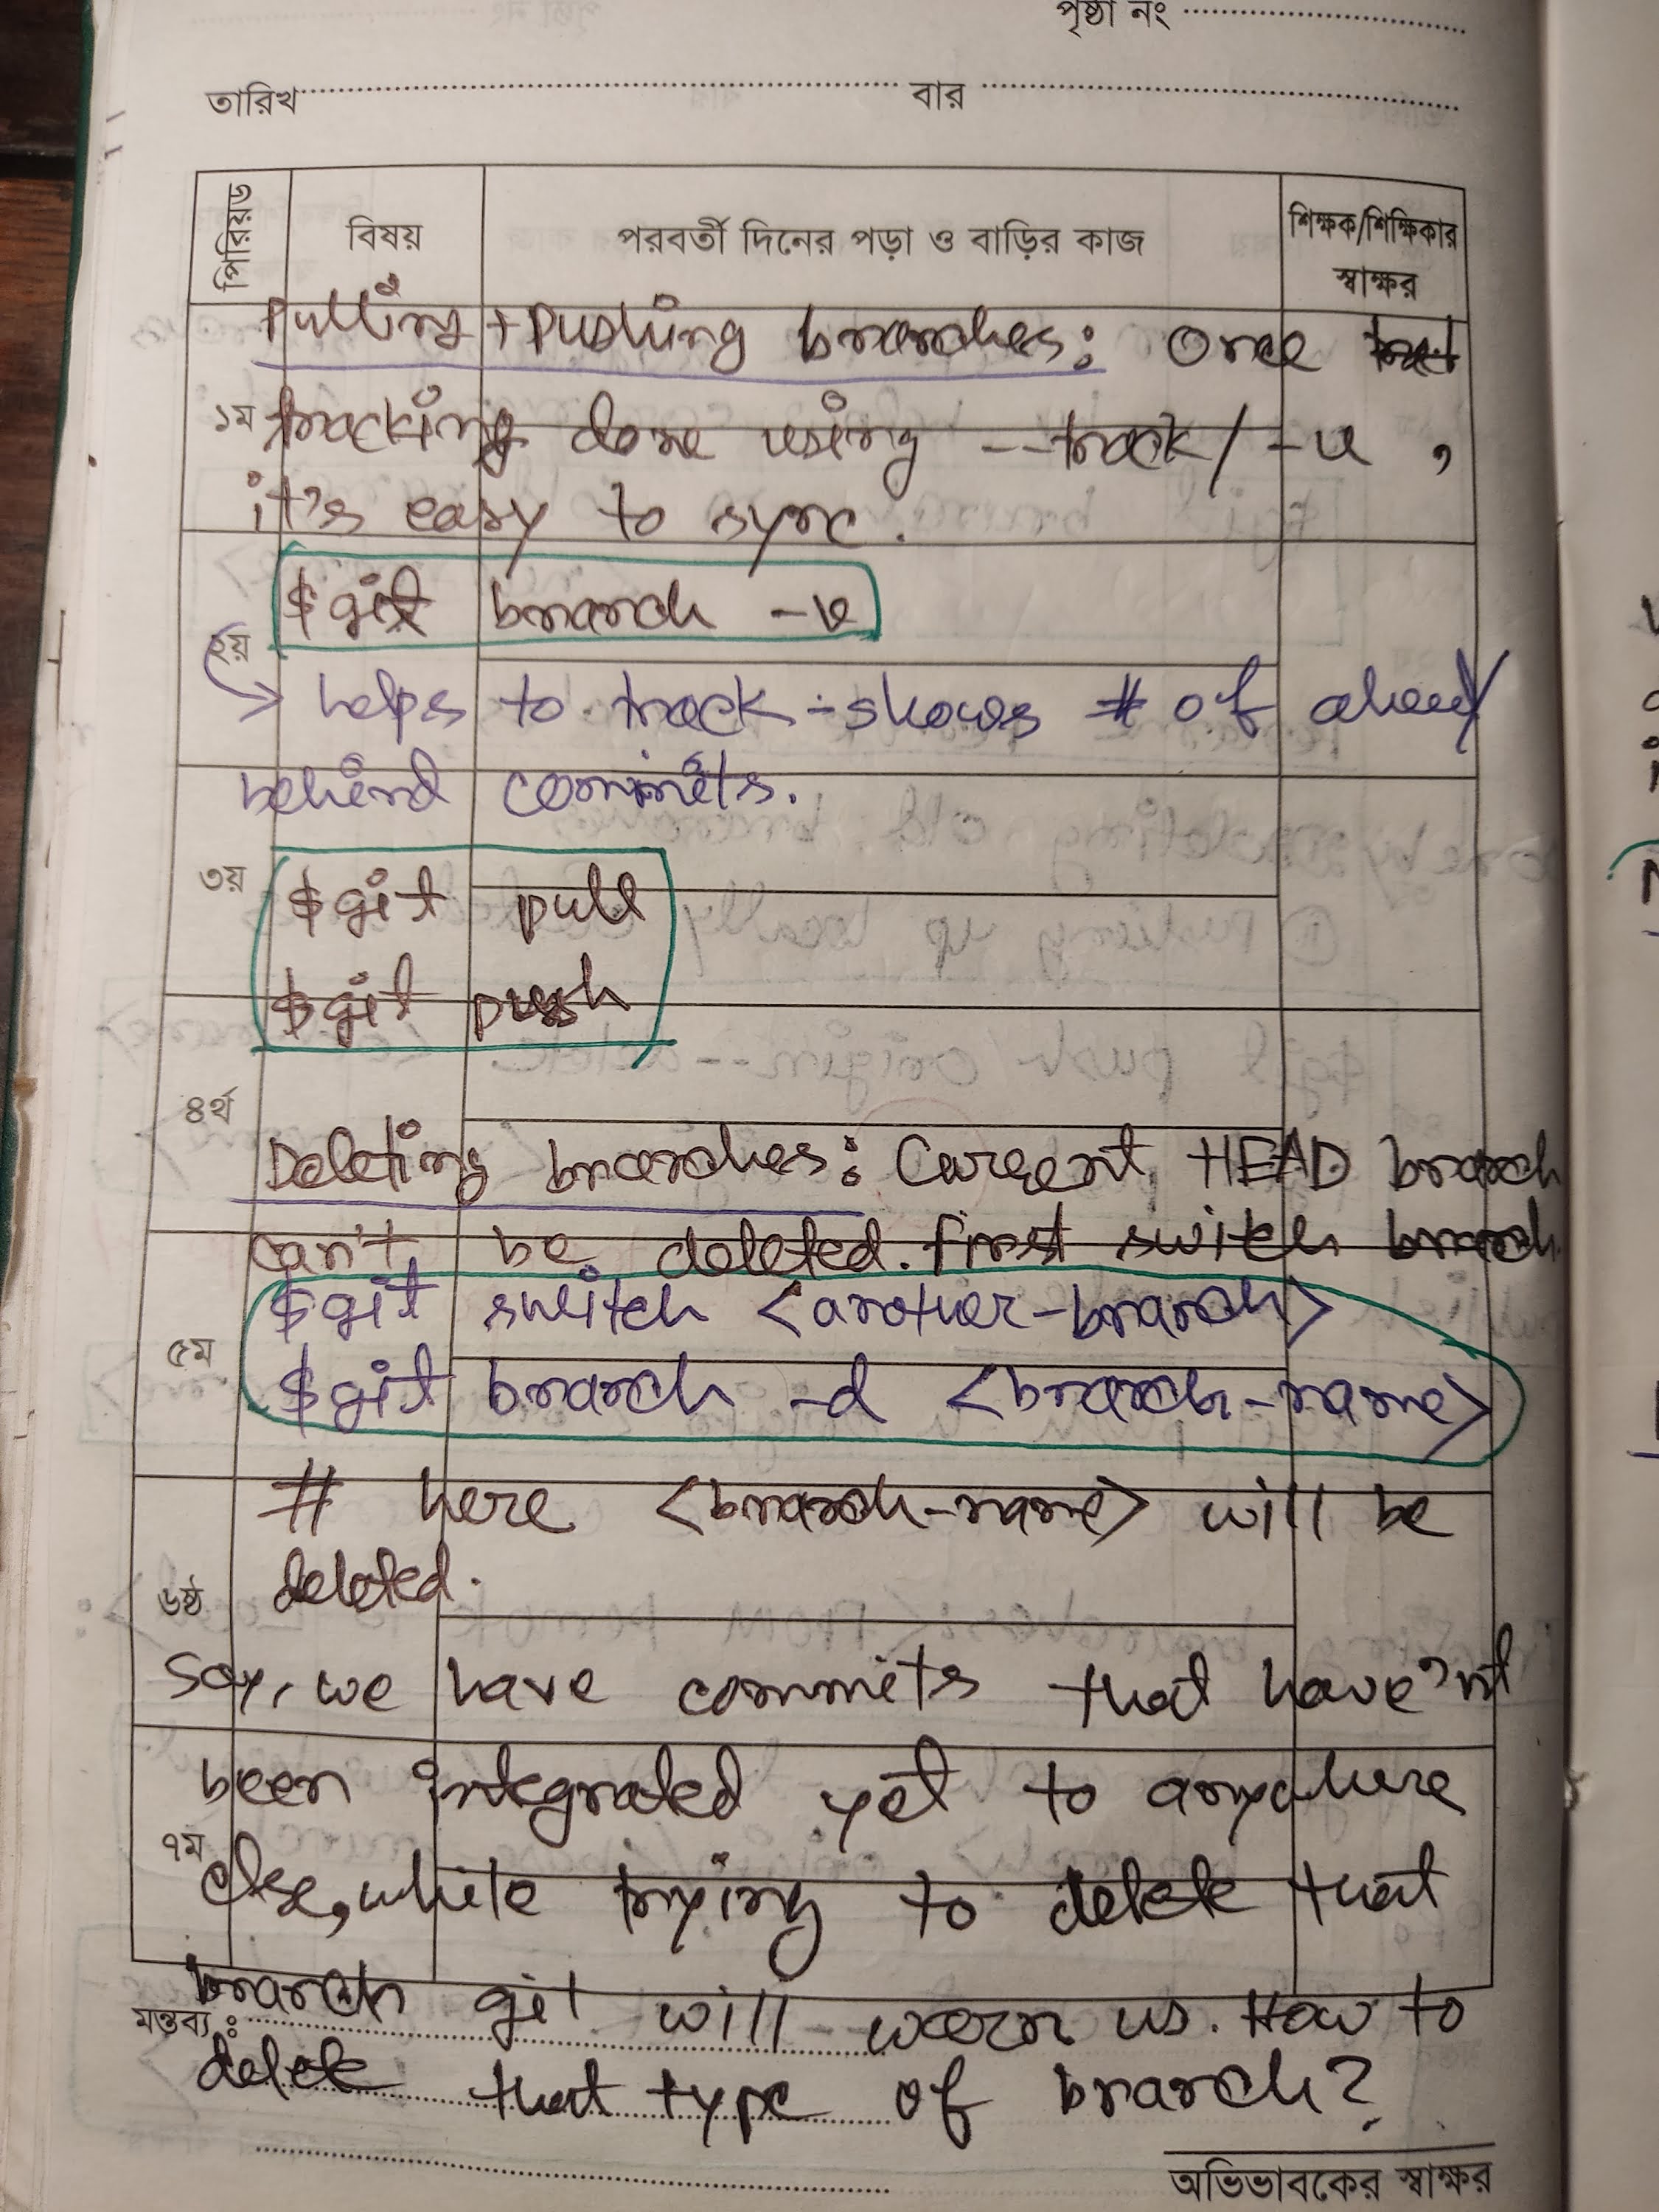 পৃষ্ঠা নং
তারিখ বার
পিরিয়ড বিষয় পরবর্তী দিনের পড়া ও বাড়ির কাজ শিক্ষক/শিক্ষিকার স্বাক্ষর
Pulling + Pushing branches: Once
১ম tracking done using --track/-u,
it's easy to sync.
$ git branch -v
২য়
→ helps to track - shows # of ahead/
behind commits.
৩য় $ git pull
$ git push
৪র্থ
Deleting branches: Current HEAD branch
can't be deleted. First switch branch
$ git switch <another-branch>
৫ম
$ git branch -d <branch-name>
# here <branch-name> will be
৬ষ্ঠ deleted.
Say, we have commits that have'nt
been integrated yet to anywhere
৭ম else, while trying to delete that
branch git will warn us. How to
মন্তব্য :
delete that type of branch?
অভিভাবকের স্বাক্ষর